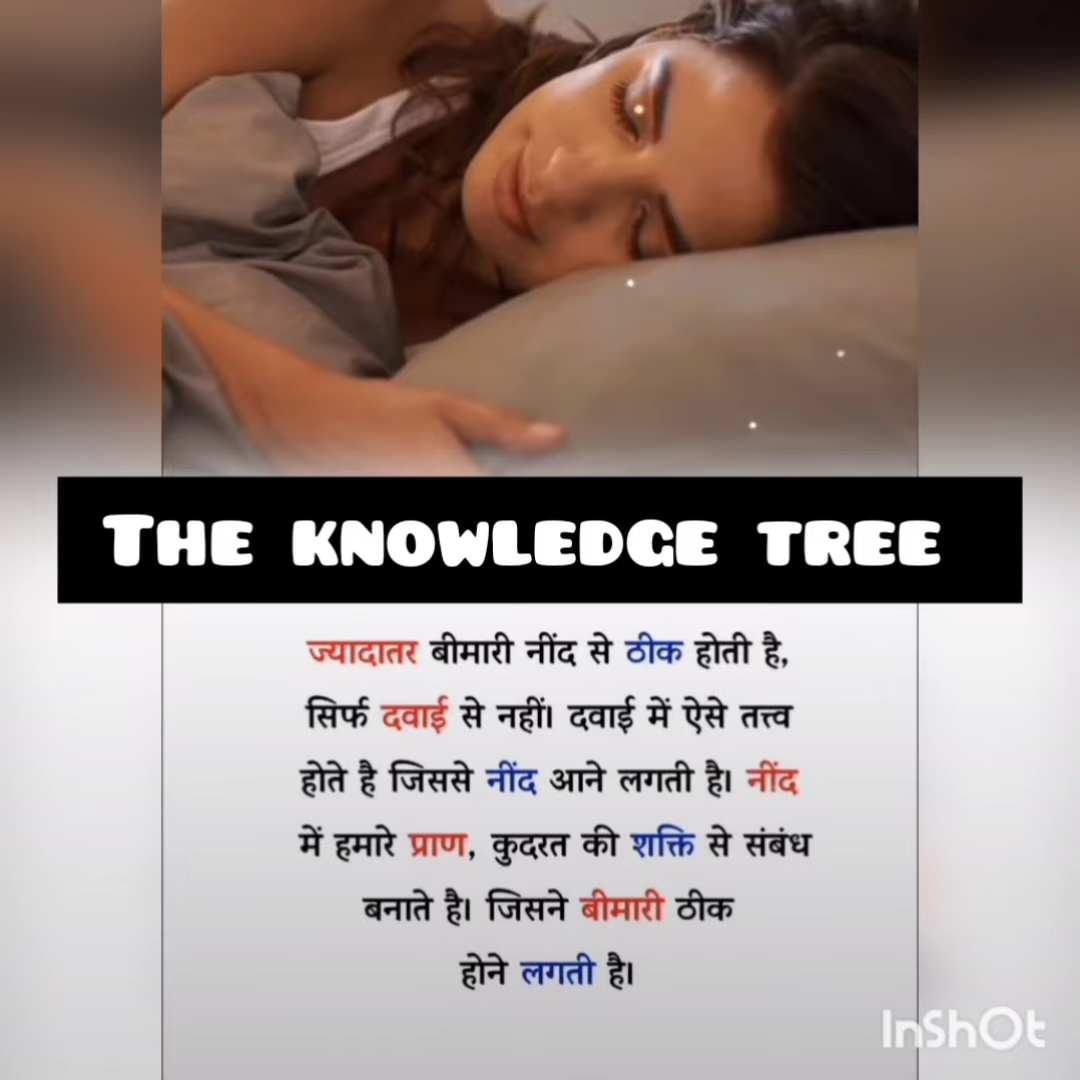 THE KNOWLEDGE TREE
ज्यादातर बीमारी नींद से ठीक होती है,
सिर्फ दवाई से नहीं। दवाई में ऐसे तत्त्व
होते है जिससे नींद आने लगती है। नींद
में हमारे प्राण, कुदरत की शक्ति से संबंध
बनाते है। जिसने बीमारी ठीक
होने लगती है।
InShOt